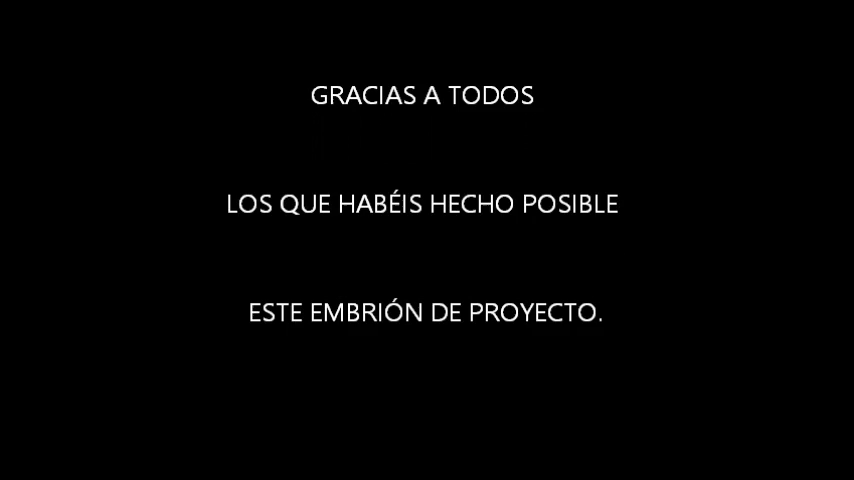 GRACIAS A TODOS
LOS QUE HABÉIS HECHO POSIBLE
ESTE EMBRIÓN DE PROYECTO.